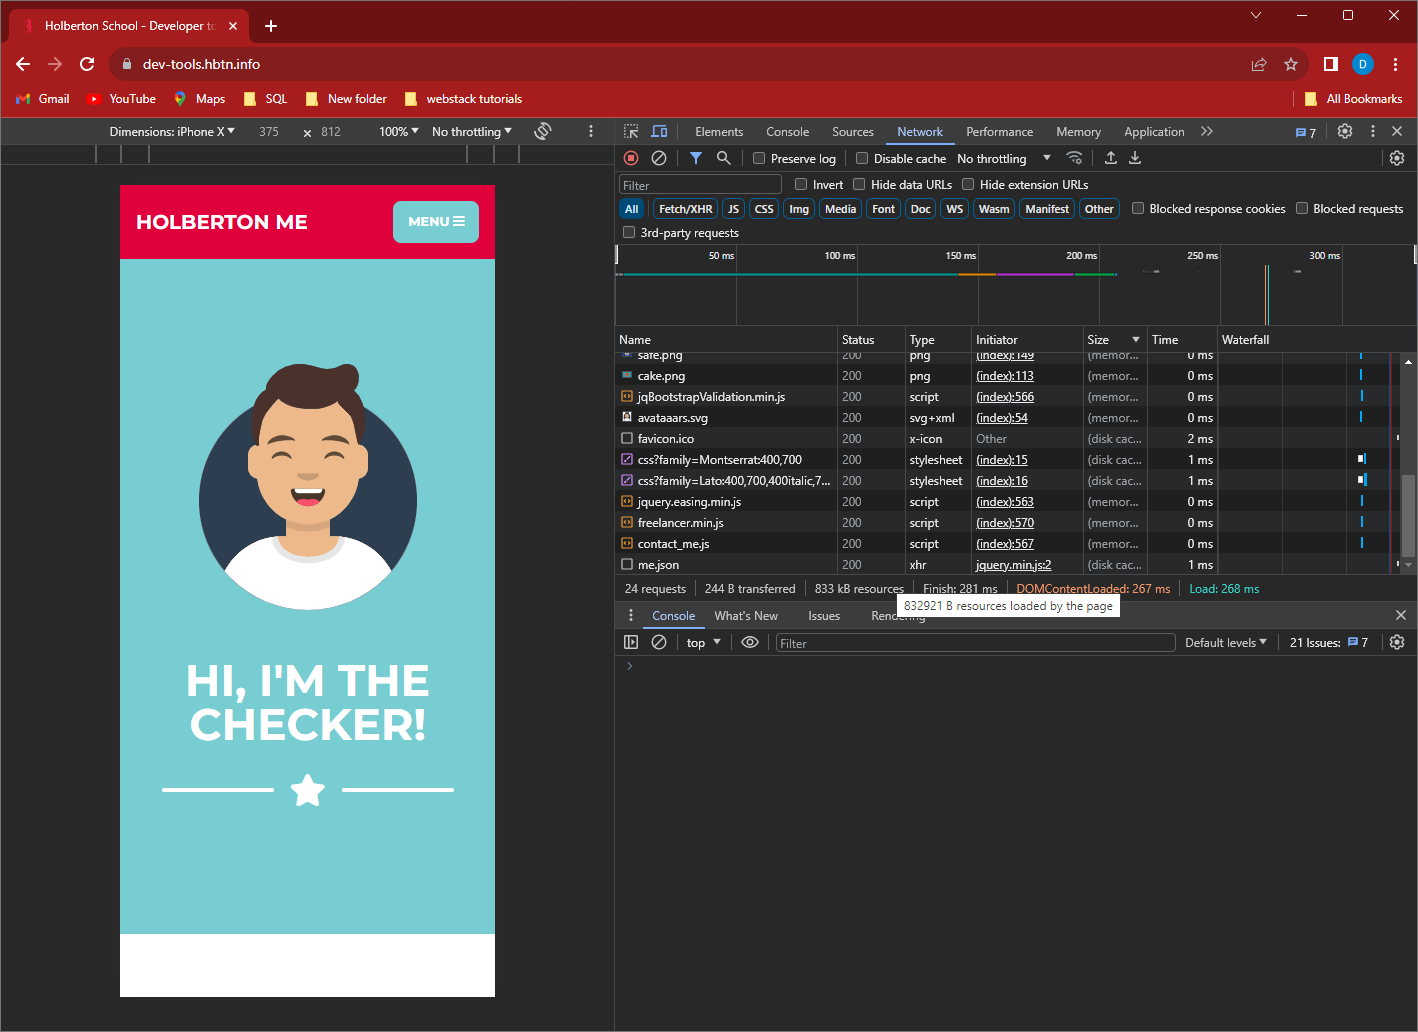 Holberton School - Developer to
dev-tools.hbtn.info
D
Gmail YouTube Maps SQL New folder webstack tutorials All Bookmarks
Dimensions: iPhone X 375 × 812 100% No throttling
HOLBERTON ME
MENU
HI, I'M THE
CHECKER!
Elements Console Sources Network Performance Memory Application 7
Preserve log Disable cache No throttling
Filter Invert Hide data URLs Hide extension URLs
All Fetch/XHR JS CSS Img Media Font Doc WS Wasm Manifest Other Blocked response cookies Blocked requests
3rd-party requests
50 ms 100 ms 150 ms 200 ms 250 ms 300 ms
Name Status Type Initiator Size Time Waterfall
safe.png 200 png (index):149 (memor... 0 ms
cake.png 200 png (index):113 (memor... 0 ms
jqBootstrapValidation.min.js 200 script (index):566 (memor... 0 ms
avataaars.svg 200 svg+xml (index):54 (memor... 0 ms
favicon.ico 200 x-icon Other (disk cac... 2 ms
css?family=Montserrat:400,700 200 stylesheet (index):15 (disk cac... 1 ms
css?family=Lato:400,700,400italic,7... 200 stylesheet (index):16 (disk cac... 1 ms
jquery.easing.min.js 200 script (index):563 (memor... 0 ms
freelancer.min.js 200 script (index):570 (memor... 0 ms
contact_me.js 200 script (index):567 (memor... 0 ms
me.json 200 xhr jquery.min.js:2 (disk cac... 1 ms
24 requests 244 B transferred 833 kB resources Finish: 281 ms DOMContentLoaded: 267 ms Load: 268 ms
832921 B resources loaded by the page
Console What's New Issues Rendering
top Filter Default levels 21 Issues: 7